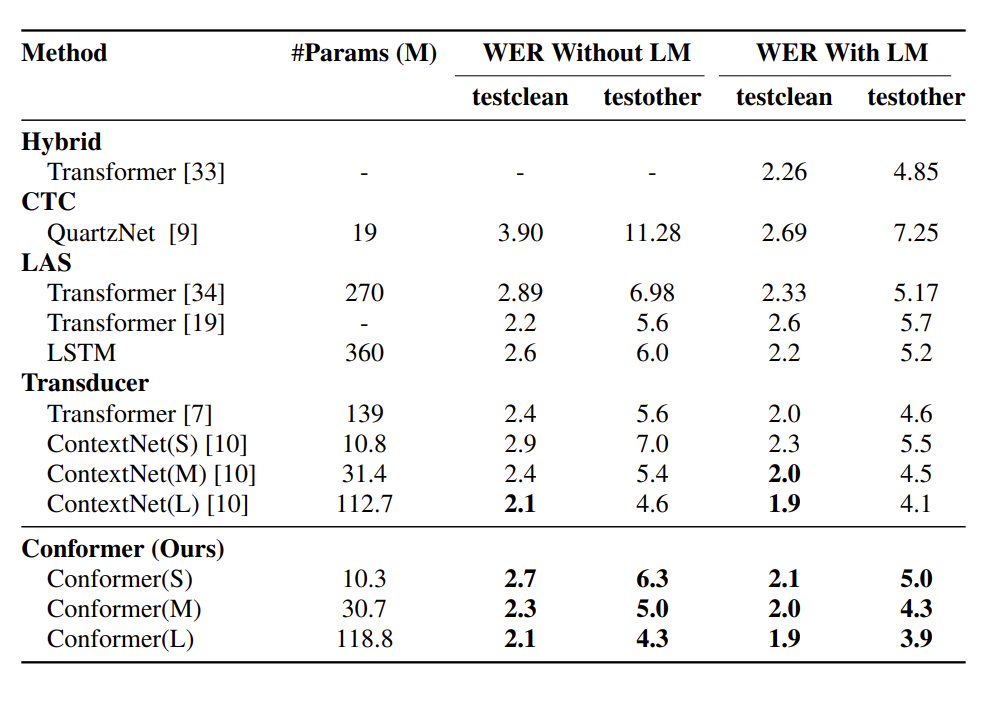 Method #Params (M) WER Without LM WER With LM
testclean testother testclean testother
Hybrid
Transformer [33] - - - 2.26 4.85
CTC
QuartzNet [9] 19 3.90 11.28 2.69 7.25
LAS
Transformer [34] 270 2.89 6.98 2.33 5.17
Transformer [19] - 2.2 5.6 2.6 5.7
LSTM 360 2.6 6.0 2.2 5.2
Transducer
Transformer [7] 139 2.4 5.6 2.0 4.6
ContextNet(S) [10] 10.8 2.9 7.0 2.3 5.5
ContextNet(M) [10] 31.4 2.4 5.4 2.0 4.5
ContextNet(L) [10] 112.7 2.1 4.6 1.9 4.1
Conformer (Ours)
Conformer(S) 10.3 2.7 6.3 2.1 5.0
Conformer(M) 30.7 2.3 5.0 2.0 4.3
Conformer(L) 118.8 2.1 4.3 1.9 3.9